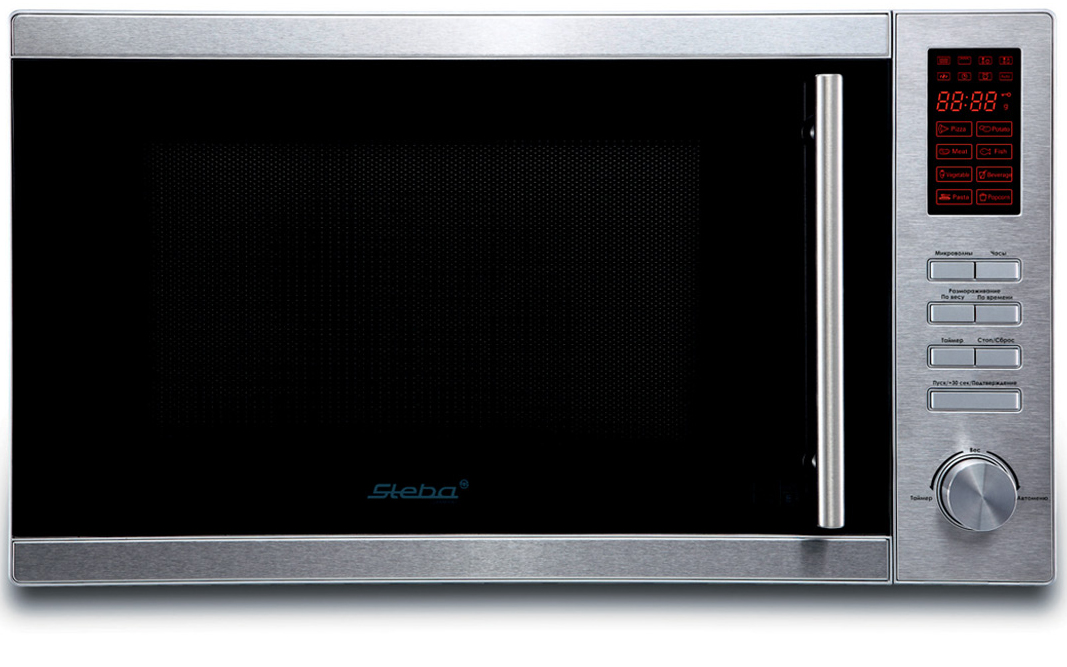 88:88
g
Pizza
Potato
Meat
Fish
Vegetable
Beverage
Pasta
Popcorn
Микроволны Часы
Размораживание
По весу По времени
Таймер Стоп/Сброс
Пуск/+30 сек/Подтверждение
Вес
Таймер Автоменю
Steba